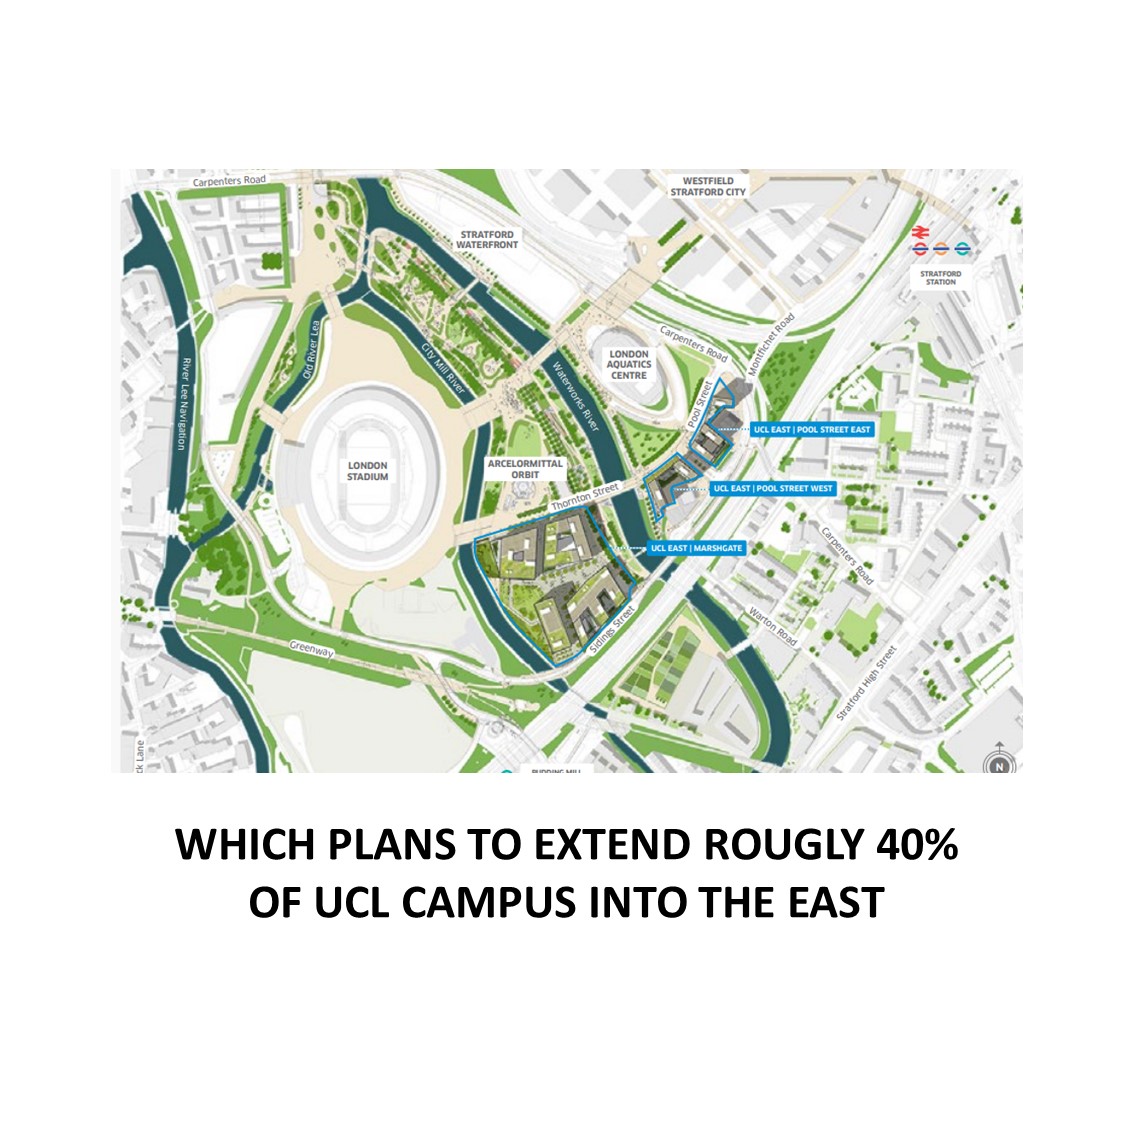 Carpenters Road
WESTFIELD
STRATFORD CITY
STRATFORD
WATERFRONT
STRATFORD
STATION
Old River Lea
City Mill River
River Lee Navigation
Waterworks River
Carpenters Road
Montfichet Road
LONDON
AQUATICS
CENTRE
Pool Street
UCL EAST | POOL STREET EAST
LONDON
STADIUM
ARCELORMITTAL
ORBIT
Thornton Street
UCL EAST | POOL STREET WEST
UCL EAST | MARSHGATE
Carpenters Road
Warton Road
Sidings Street
Greenway
Stratford High Street
ck Lane
PUDDING MILL
N
WHICH PLANS TO EXTEND ROUGLY 40%
OF UCL CAMPUS INTO THE EAST